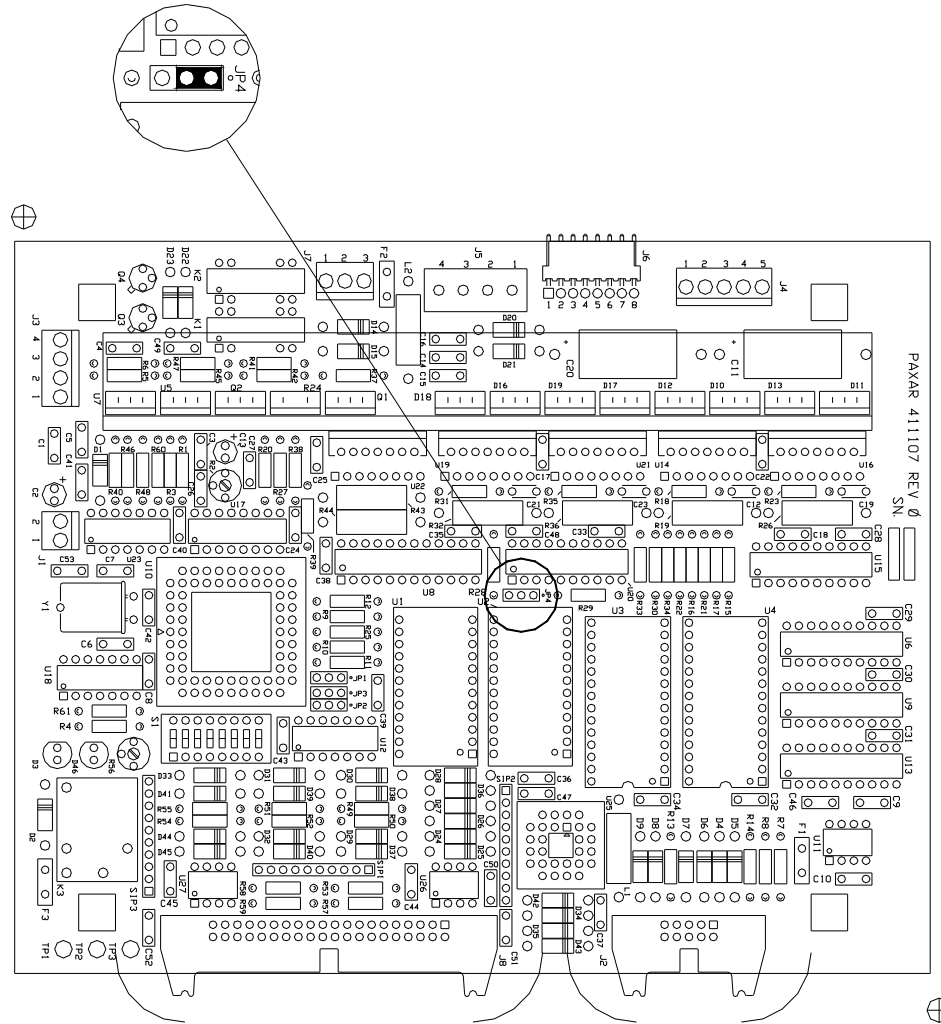 JP4
D23 D22
K2
Q4
Q3
K1
J7
1 2 3
F2
L2
J5
4 3 2 1
J6
1 2 3 4 5 6 7 8
1 2 3 4 5
J4
J3
4
3
2
1
D14
D15
R37
C16
C14
C15
D20
D21
C20
C11
C4 C49
R47 R45 R41 R42
U7 U5 Q2 R24 Q1
D18 D16 D19 D17 D12 D10 D13 D11
PAXAR 411107 REV 0
SN.
C1 C5 C41 C2
D1 R46 R60 R1
R40 R48 R3 C26
C3 R2 C13 C27 R20 R38
U17 R27
C25
U19 C17 U21 U14 C22 U16
R44 U22 R43
R31 C21 R35 C23 R18 C12 R23 C19
R32 C35 R36 C48 C33 R19 R26 C18 C28
J1
2
1
C53 C7 U23 C40 C24
R39
C38 U8 R28 JP4 R29 U20
R33 R30 R34 R22 R16 R21 R17 R15
U15
U10
Y1
C42
C6
U18
C8
R12
R9
R25
R10
R11
JP1
JP3
JP2
U1 U2 U3 U4
C29
U6
C30
U9
C31
U13
R61
R4
S1
C43
C39
U12
D3 D46 R56
D33 D31 D30 D28
D41 D39 D38 D36
R55 R51 R49 D27
R54 R52 R50 D26
D44 D32 D29 D24
D45 D40 D37 D25
SIP2
C36
C47
U25
C34 C32 C46 C9
D9 D8 R13 D7 D6 D4 D5 R14 R8 R7 F1
U11
C10
D2
K3
SIP3
F3
U27
C45
R58
R59
SIP1
R53
R57
U26
C44
C50
D42
D34
D35
D43
C37
L1
TP1 TP2 TP3
C52
J8
C51
J2